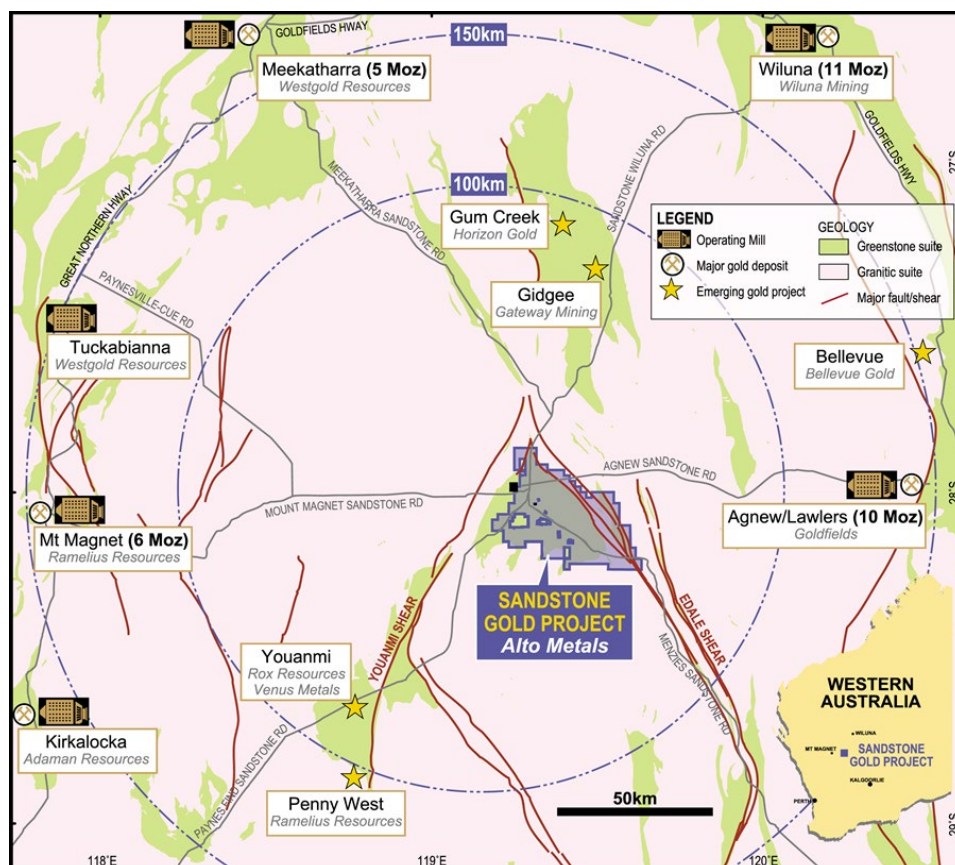 GOLDFIELDS HWY
150km
Meekatharra (5 Moz)
Westgold Resources
Wiluna (11 Moz)
Wiluna Mining
GOLDFIELDS HWY
27°S
SANDSTONE WILUNA RD
MEEKATHARRA SANDSTONE RD
100km
Gum Creek
Horizon Gold
Gidgee
Gateway Mining
LEGEND
Operating Mill
Major gold deposit
Emerging gold project
GEOLOGY
Greenstone suite
Granitic suite
Major fault/shear
GREAT NORTHERN HWY
PAYNESVILLE-CUE RD
Tuckabianna
Westgold Resources
Bellevue
Bellevue Gold
AGNEW SANDSTONE RD
MOUNT MAGNET SANDSTONE RD
28°S
Mt Magnet (6 Moz)
Ramelius Resources
Agnew/Lawlers (10 Moz)
Goldfields
SANDSTONE
GOLD PROJECT
Alto Metals
YOUANMI SHEAR
EDALE SHEAR
MENZIES SANDSTONE RD
Youanmi
Rox Resources
Venus Metals
Kirkalocka
Adaman Resources
PAYNES FIND SANDSTONE RD
Penny West
Ramelius Resources
50km
WESTERN
AUSTRALIA
WILUNA
MT MAGNET
SANDSTONE
GOLD PROJECT
KALGOORLIE
PERTH
29°S
118°E
119°E
120°E